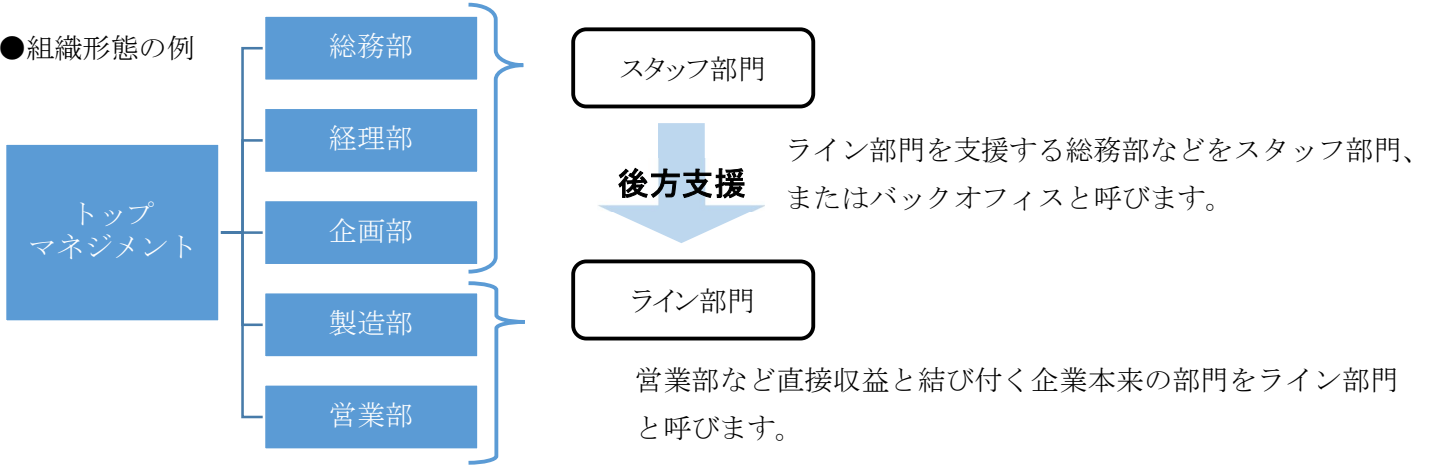 ●組織形態の例
トップ
マネジメント
総務部
経理部
企画部
製造部
営業部
スタッフ部門
後方支援
ライン部門を支援する総務部などをスタッフ部門、
またはバックオフィスと呼びます。
ライン部門
営業部など直接収益と結び付く企業本来の部門をライン部門
と呼びます。